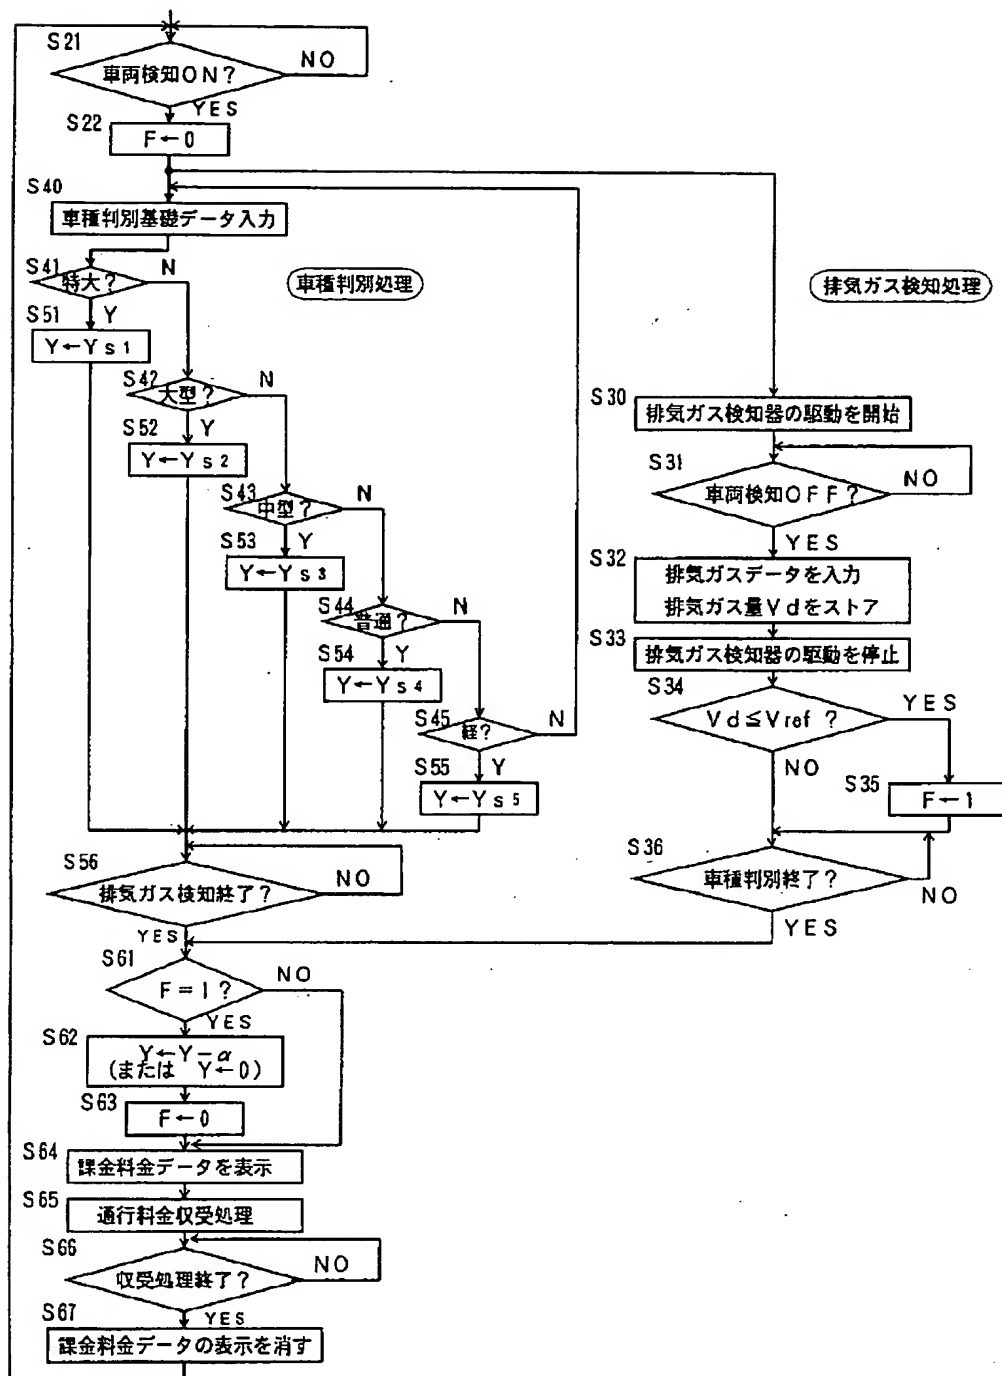 S21
車両検知ON?
NO
YES
S22
F←0
S40
車種判別基礎データ入力
S41
特大?
N
Y
車種判別処理
排気ガス検知処理
S51
Y←Ys1
S42
大型?
N
Y
S52
Y←Ys2
S43
中型?
N
Y
S53
Y←Ys3
S44
普通?
N
Y
S54
Y←Ys4
S45
軽?
N
Y
S55
Y←Ys5
S30
排気ガス検知器の駆動を開始
S31
車両検知OFF?
NO
YES
S32
排気ガスデータを入力
排気ガス量Vdをストア
S33
排気ガス検知器の駆動を停止
S34
Vd≦Vref?
YES
NO
S35
F←1
S36
車種判別終了?
NO
YES
S56
排気ガス検知終了?
NO
YES
S61
F=1?
NO
YES
S62
Y←Y-α
(または Y←0)
S63
F←0
S64
課金料金データを表示
S65
通行料金収受処理
S66
収受処理終了?
NO
YES
S67
課金料金データの表示を消す